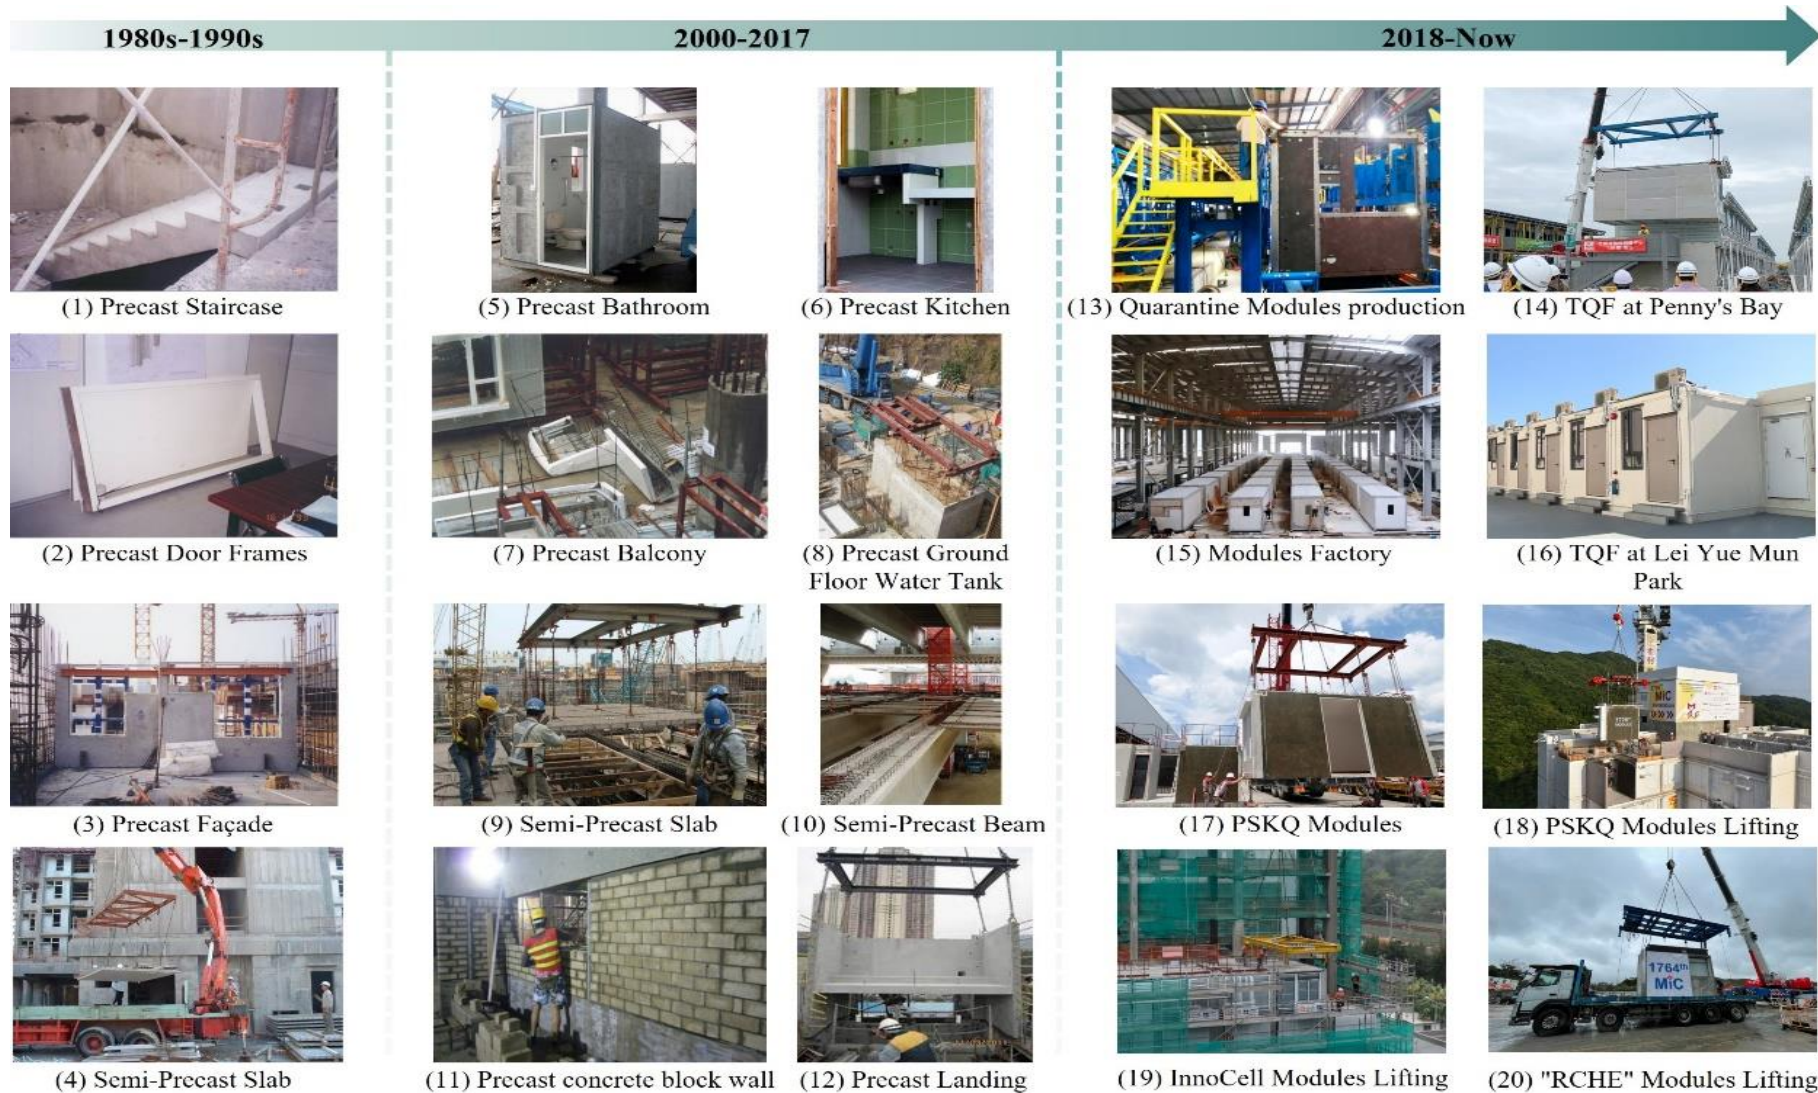 1980s-1990s
2000-2017
2018-Now
(1) Precast Staircase
(5) Precast Bathroom
(6) Precast Kitchen
(13) Quarantine Modules production
(14) TQF at Penny's Bay
(2) Precast Door Frames
(7) Precast Balcony
(8) Precast Ground
Floor Water Tank
(15) Modules Factory
(16) TQF at Lei Yue Mun
Park
(3) Precast Façade
(9) Semi-Precast Slab
(10) Semi-Precast Beam
(17) PSKQ Modules
MiC
(18) PSKQ Modules Lifting
(4) Semi-Precast Slab
(11) Precast concrete block wall
(12) Precast Landing
(19) InnoCell Modules Lifting
1764th
MiC
(20) "RCHE" Modules Lifting